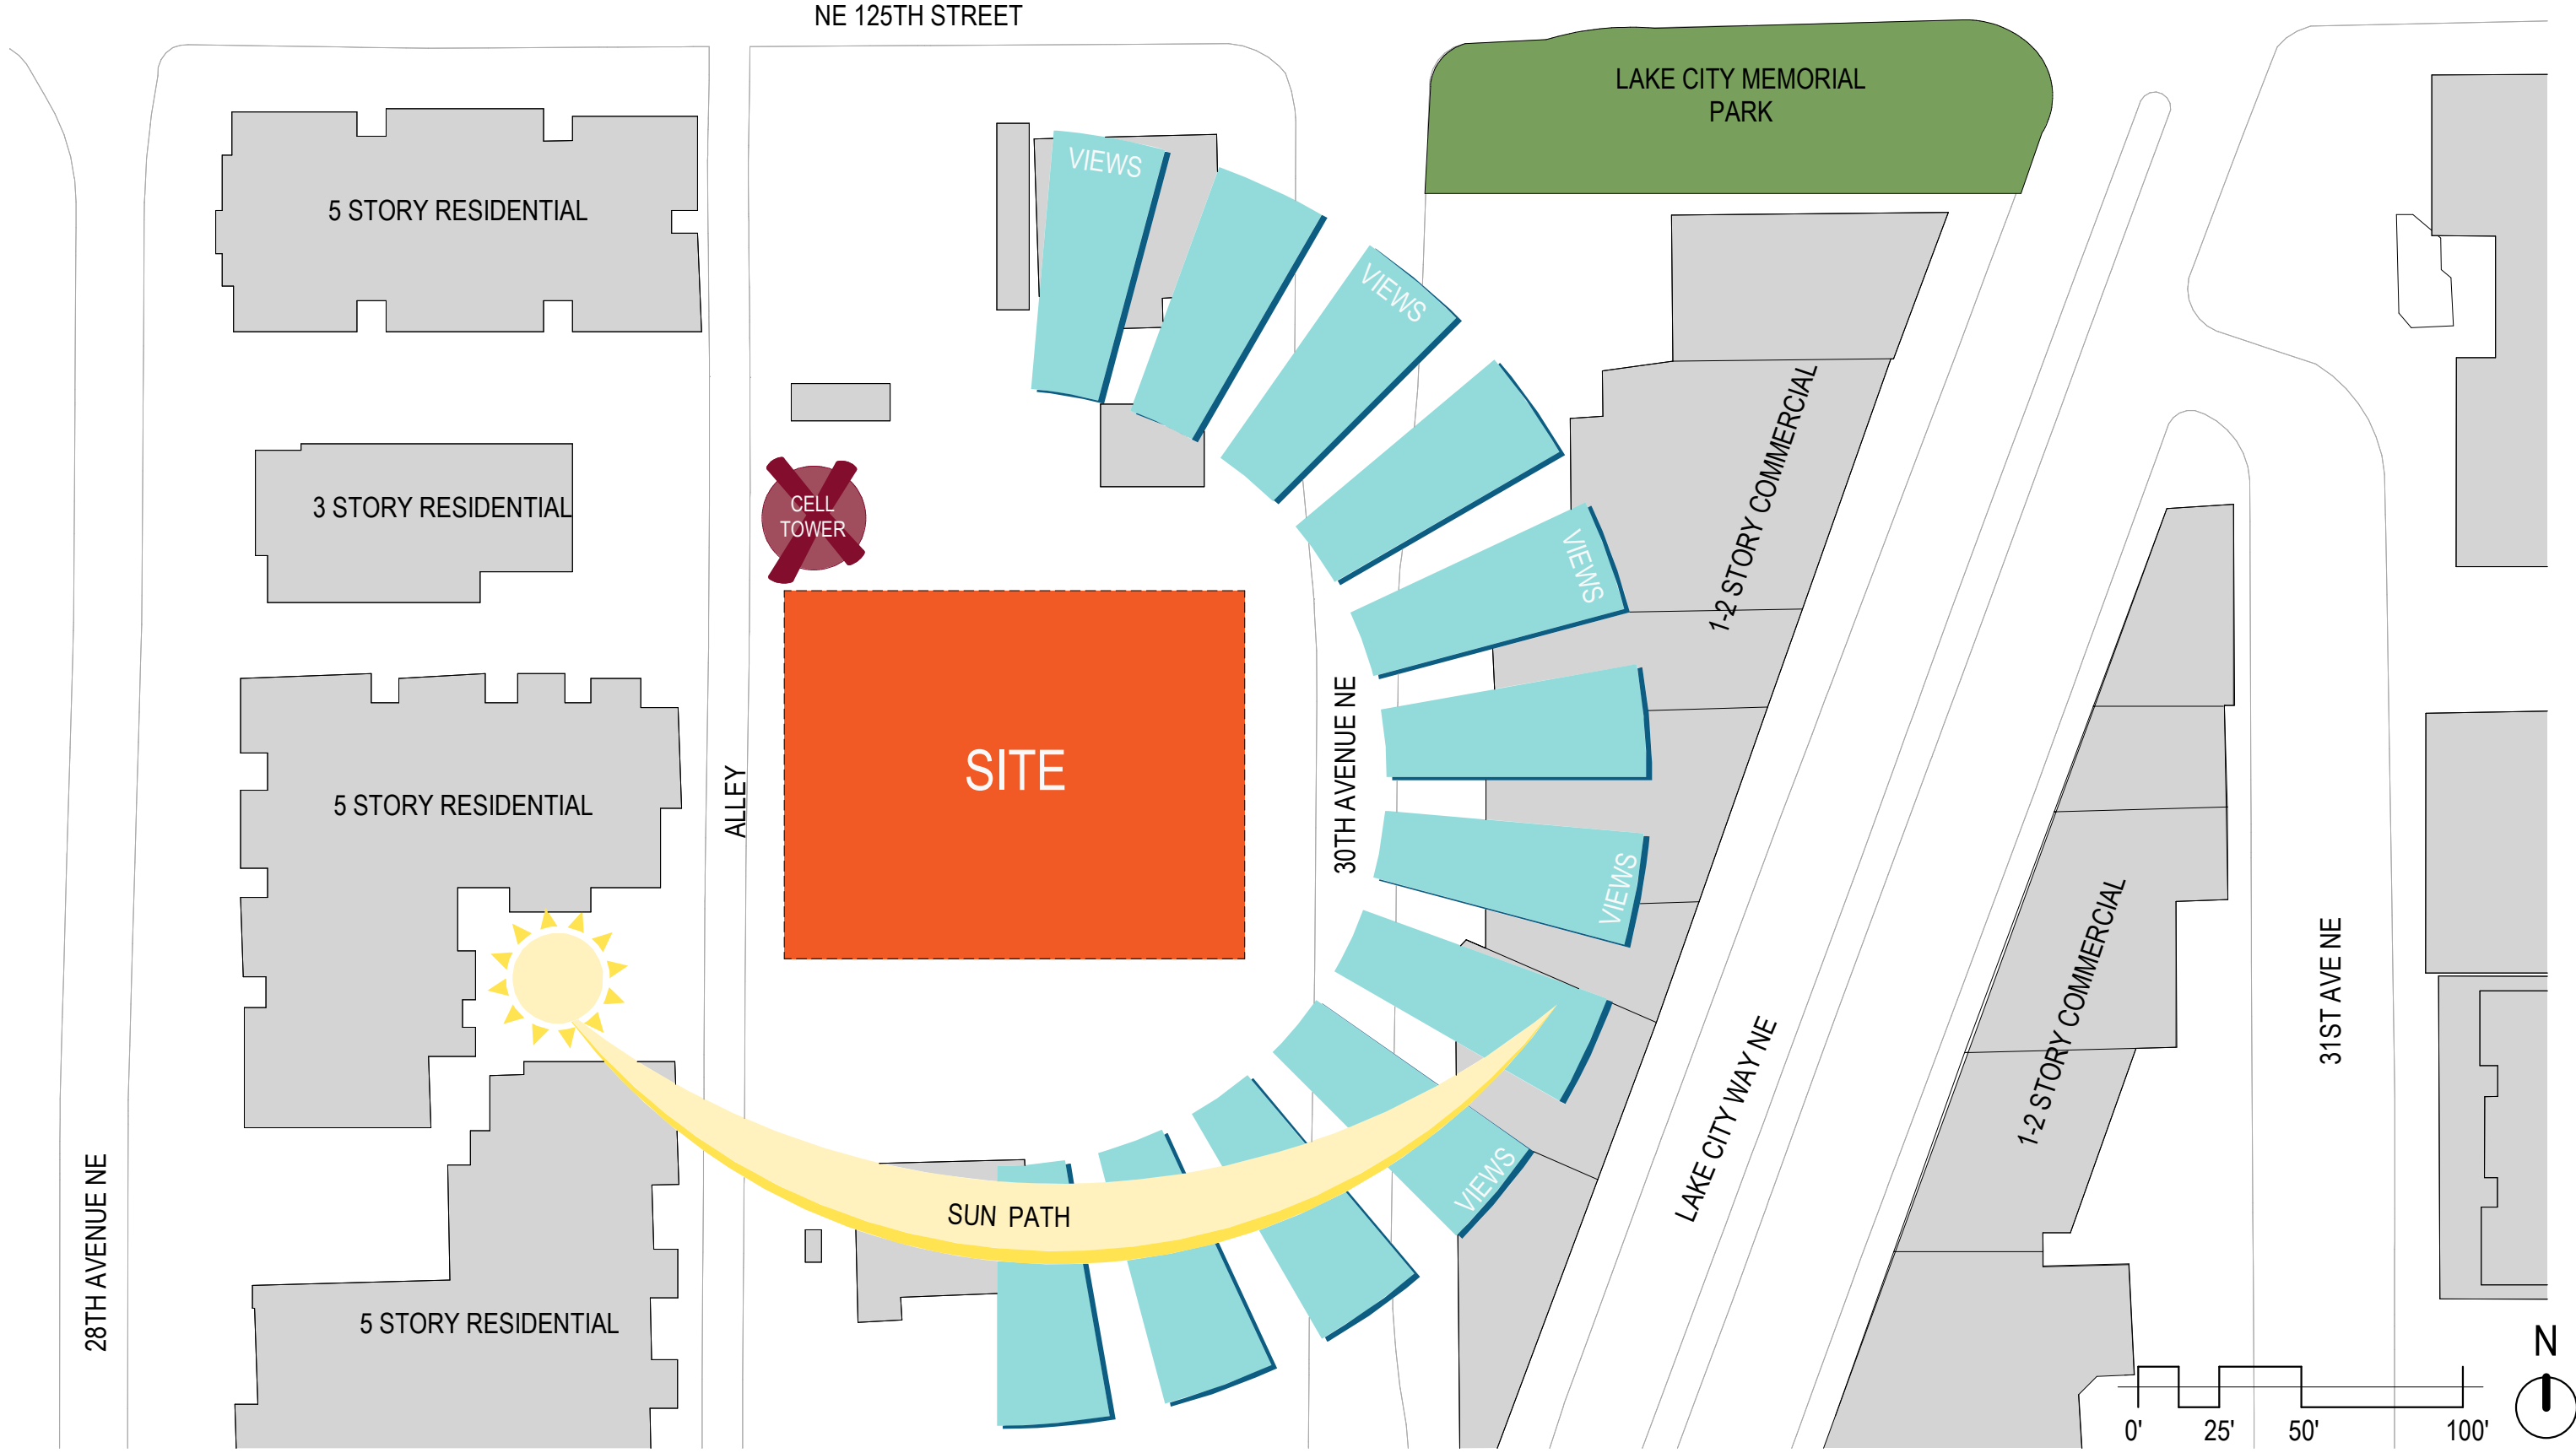 NE 125TH STREET
LAKE CITY MEMORIAL
PARK
VIEWS
5 STORY RESIDENTIAL
VIEWS
1-2 STORY COMMERCIAL
3 STORY RESIDENTIAL
CELL
TOWER
VIEWS
SITE
30TH AVENUE NE
5 STORY RESIDENTIAL
ALLEY
VIEWS
1-2 STORY COMMERCIAL
31ST AVE NE
LAKE CITY WAY NE
VIEWS
SUN PATH
28TH AVENUE NE
5 STORY RESIDENTIAL
N
0' 25' 50' 100'